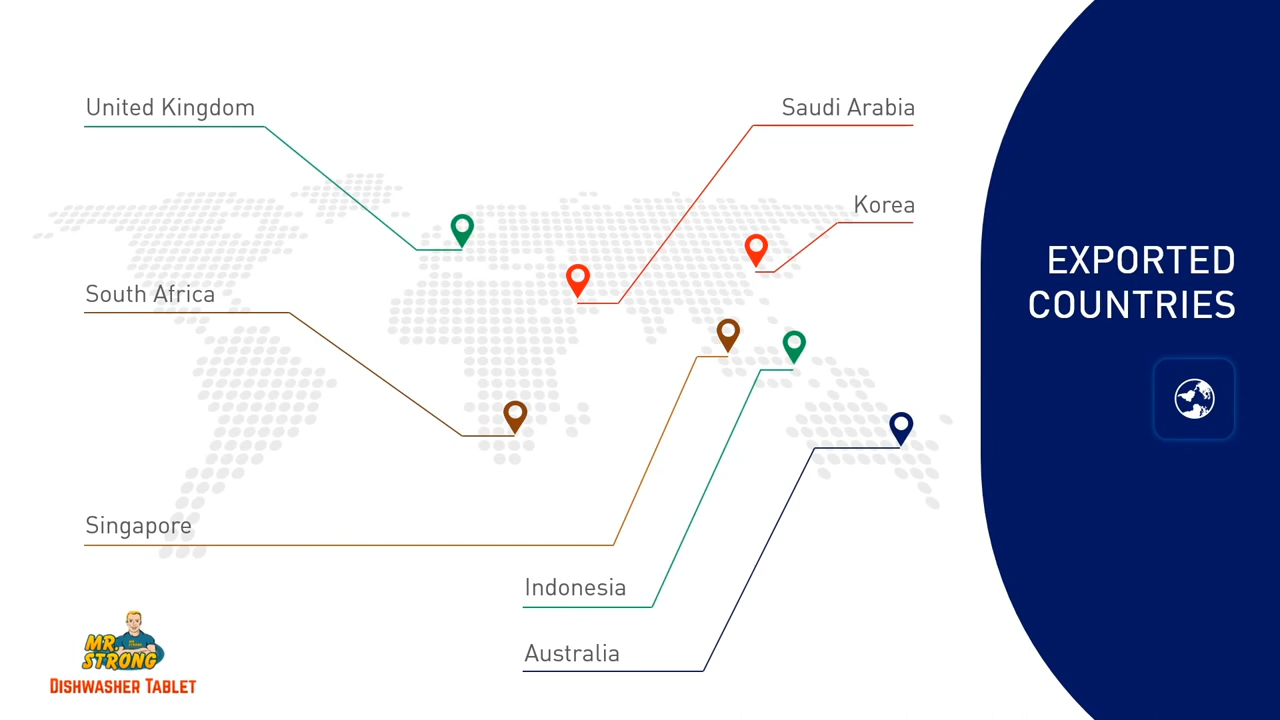 United Kingdom
Saudi Arabia
Korea
EXPORTED
COUNTRIES
South Africa
Singapore
Indonesia
Australia
MR.
STRONG
DISHWASHER TABLET